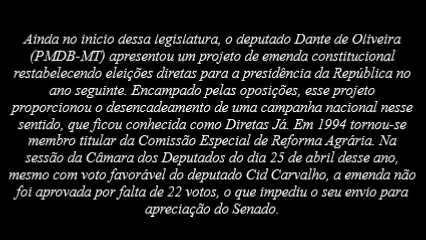 Ainda no início dessa legislatura, o deputado Dante de Oliveira
(PMDB-MT) apresentou um projeto de emenda constitucional
restabelecendo eleições diretas para a presidência da República no
ano seguinte. Encampado pelas oposições, esse projeto
proporcionou o desencadeamento de uma campanha nacional nesse
sentido, que ficou conhecida como Diretas Já. Em 1994 tornou-se
membro titular da Comissão Especial de Reforma Agrária. Na
sessão da Câmara dos Deputados do dia 25 de abril desse ano,
mesmo com voto favorável do deputado Cid Carvalho, a emenda não
foi aprovada por falta de 22 votos, o que impediu o seu envio para
apreciação do Senado.